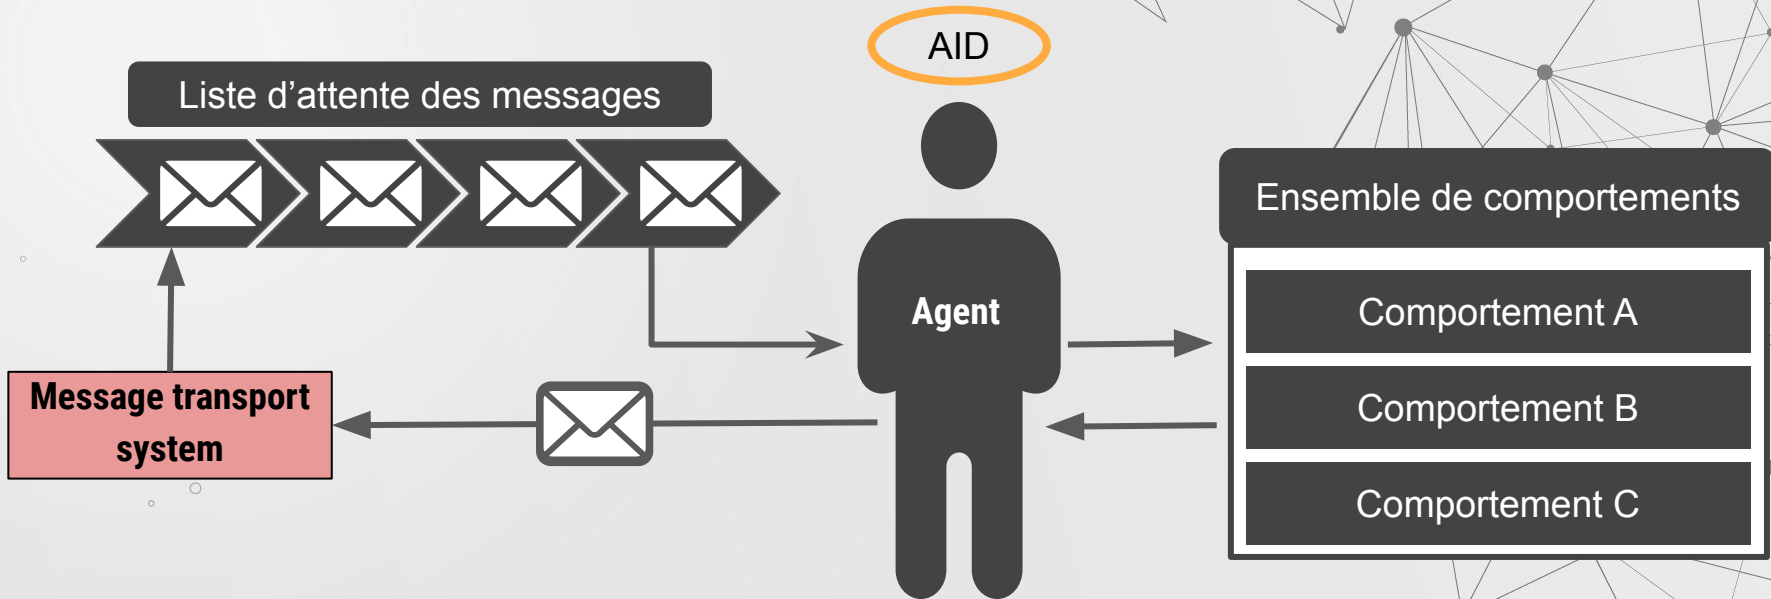 AID
Liste d’attente des messages
Ensemble de comportements
Agent
Comportement A
Comportement B
Comportement C
Message transport
system